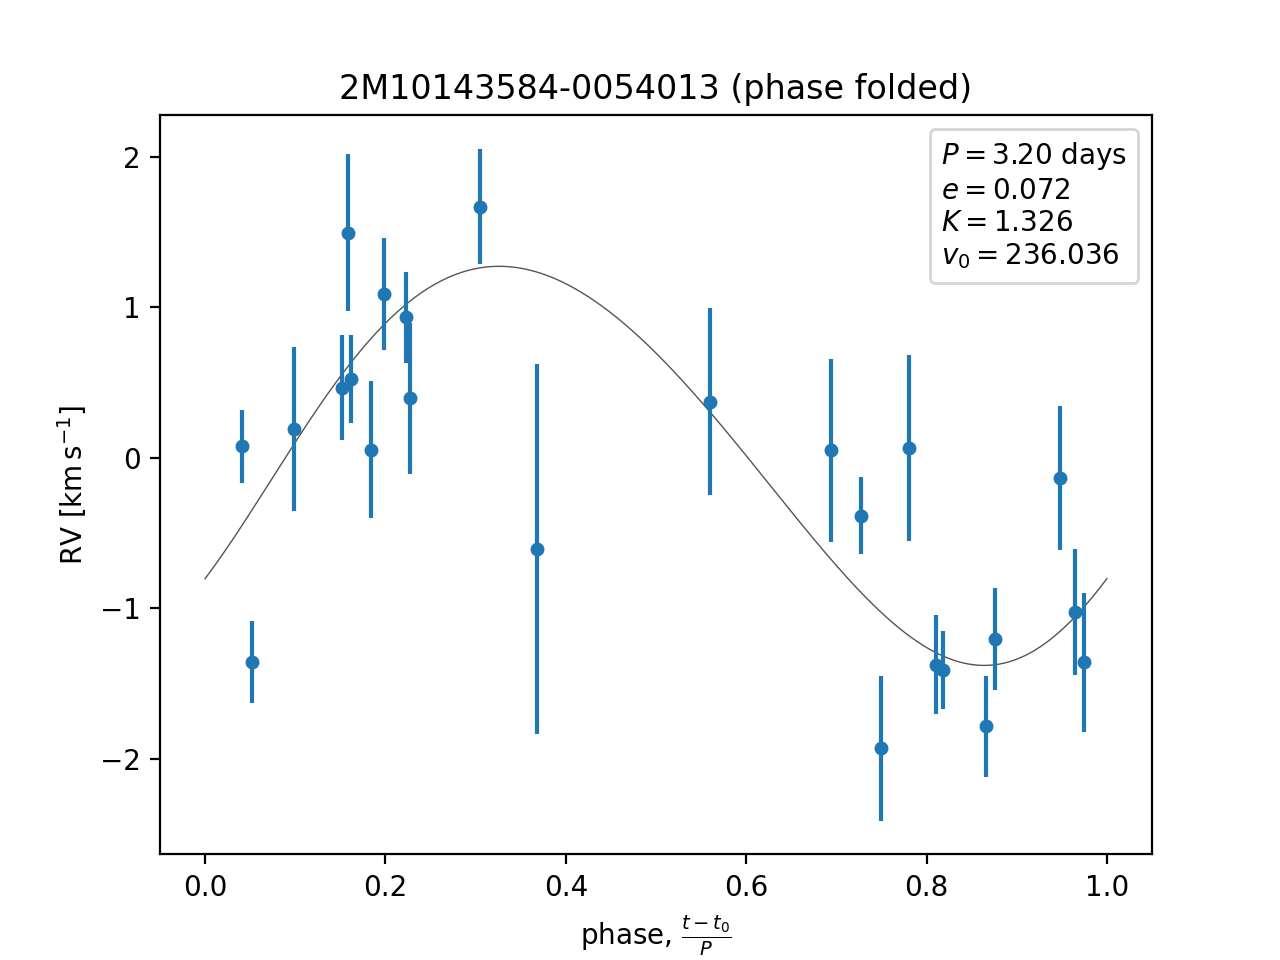 2M10143584-0054013 (phase folded)
P = 3.20 days
e = 0.072
K = 1.326
v₀ = 236.036
RV [km s⁻¹]
2
1
0
−1
−2
0.0 0.2 0.4 0.6 0.8 1.0
phase, (t − t₀)/P